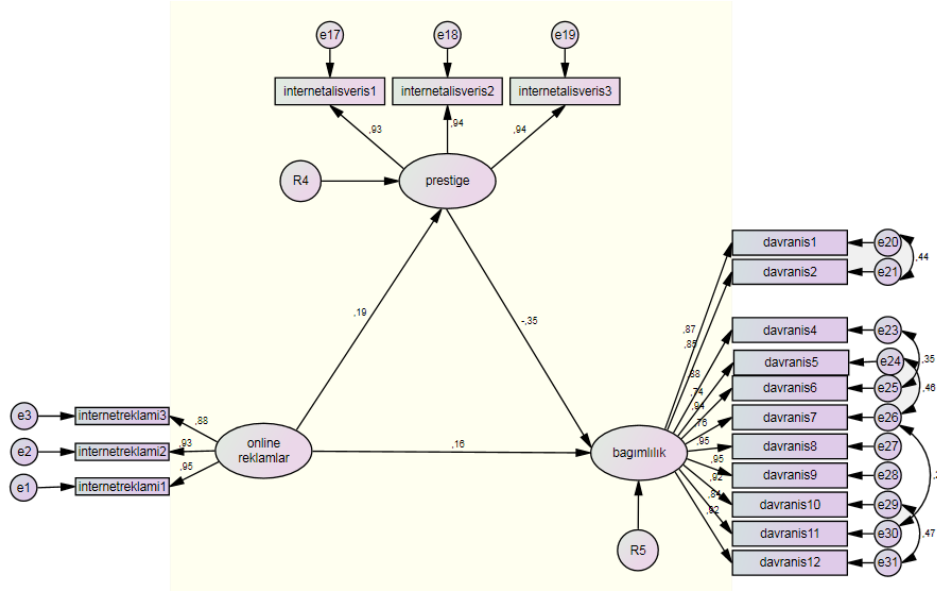 e17
e18
e19
internetalisveris1
internetalisveris2
internetalisveris3
,93
,94
,94
R4
prestige
davranis1
e20
davranis2
e21
,44
,19
-,35
,87
,85
davranis4
e23
davranis5
e24
,35
,88
davranis6
e25
,46
,74
,94
davranis7
e26
,76
e3
internetreklami3
,88
online
reklamlar
,16
bagımlılık
,95
davranis8
e27
e2
internetreklami2
,93
,95
davranis9
e28
e1
internetreklami1
,95
,92
davranis10
e29
,84
davranis11
e30
,47
,92
davranis12
e31
R5